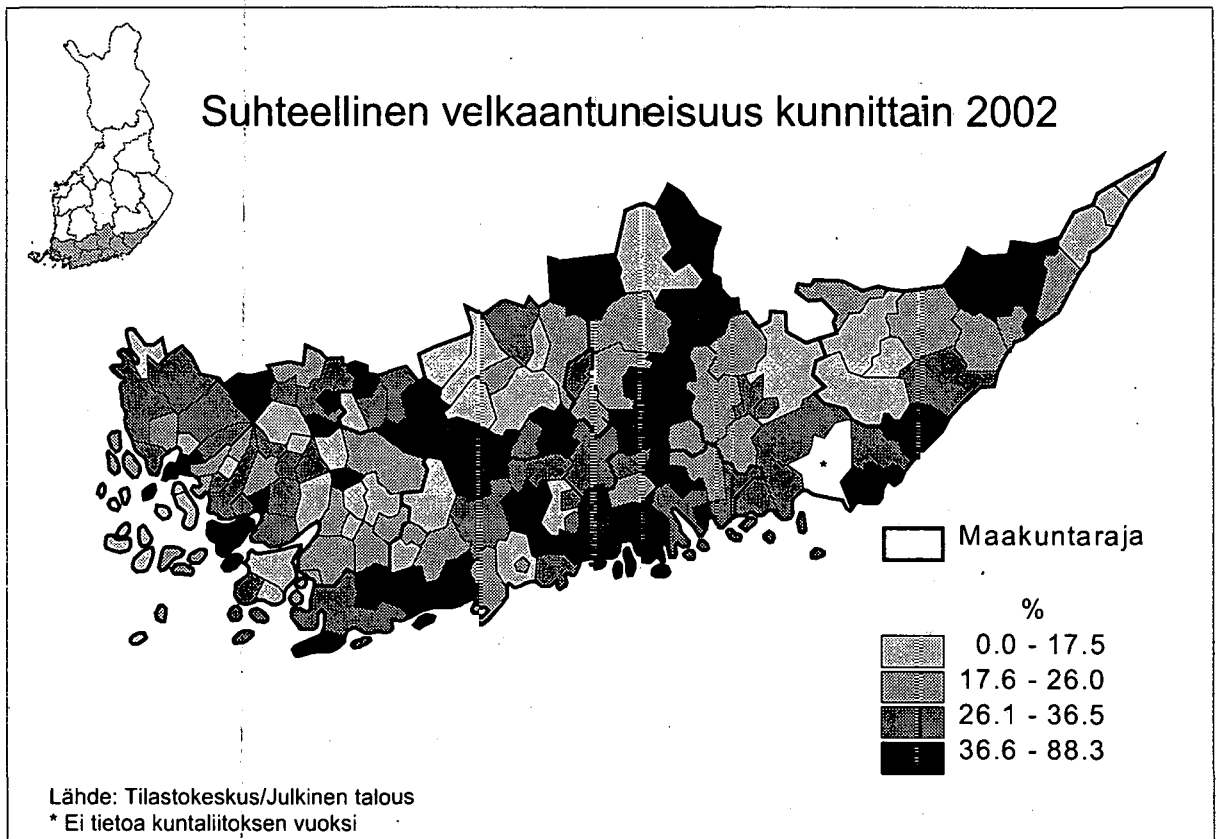 Suhteellinen velkaantuneisuus kunnittain 2002
*
Maakuntaraja
%
0.0 - 17.5
17.6 - 26.0
26.1 - 36.5
36.6 - 88.3
Lähde: Tilastokeskus/Julkinen talous
* Ei tietoa kuntaliitoksen vuoksi